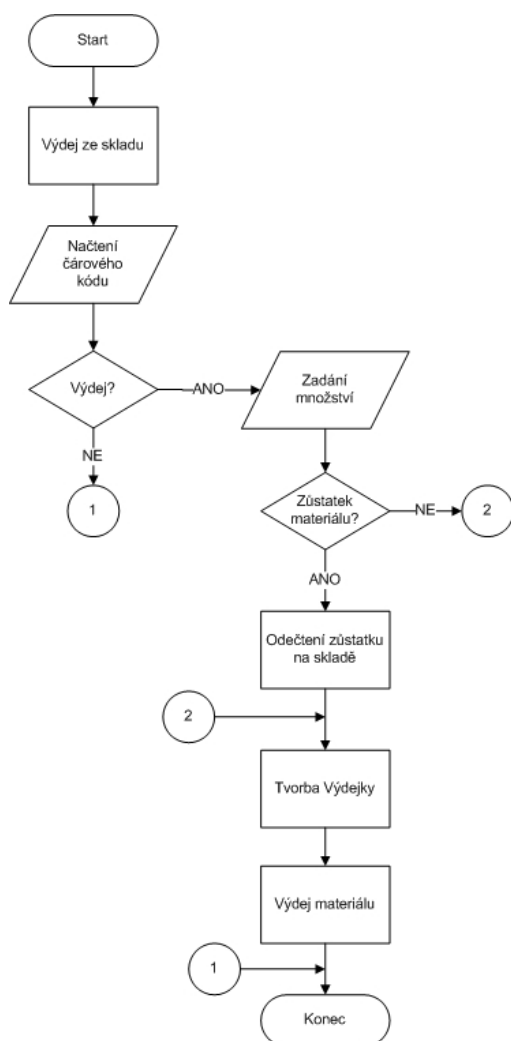 Start
Výdej ze skladu
Načtení
čárového
kódu
Výdej?
ANO
Zadání
množství
NE
1
Zůstatek
materiálu?
NE
2
ANO
Odečtení zůstatku
na skladě
2
Tvorba Výdejky
Výdej materiálu
1
Konec